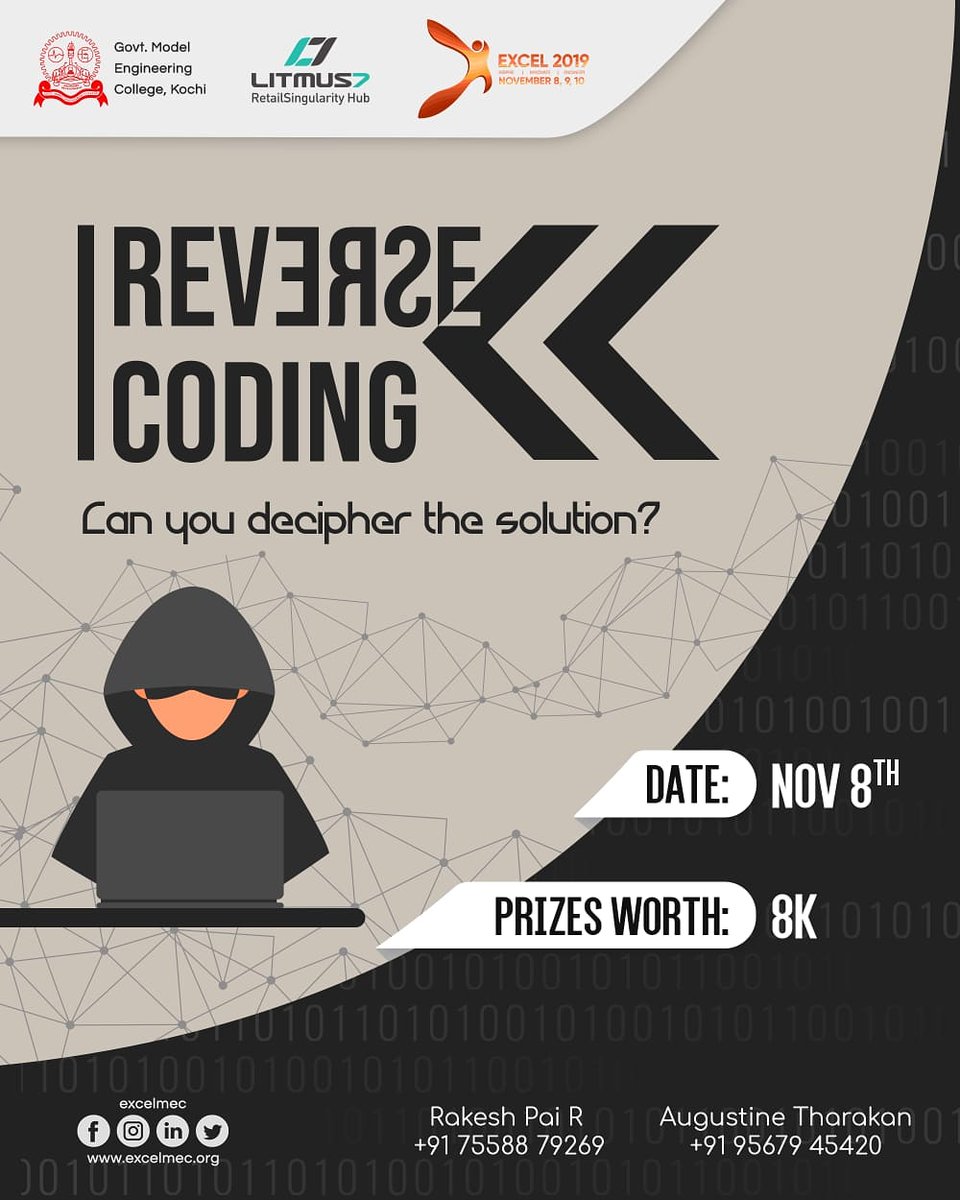 Govt. Model
Engineering
College, Kochi
LITMUS7
RetailSingularity Hub
EXCEL 2019
NOVEMBER 8, 9, 10
REVERSE
CODING
Can you decipher the solution?
DATE: NOV 8TH
PRIZES WORTH: 8K
excelmec
www.excelmec.org
Rakesh Pai R
+91 75588 79269
Augustine Tharakan
+91 95679 45420